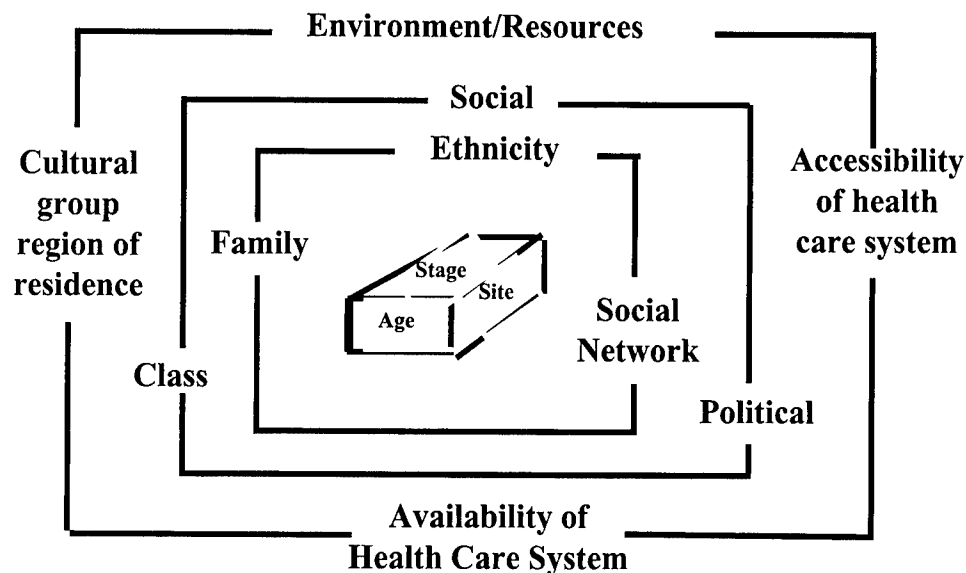 Environment/Resources
Social
Ethnicity
Cultural
group
region of
residence
Accessibility
of health
care system
Family
Stage
Site
Age
Social
Network
Class
Political
Availability of
Health Care System